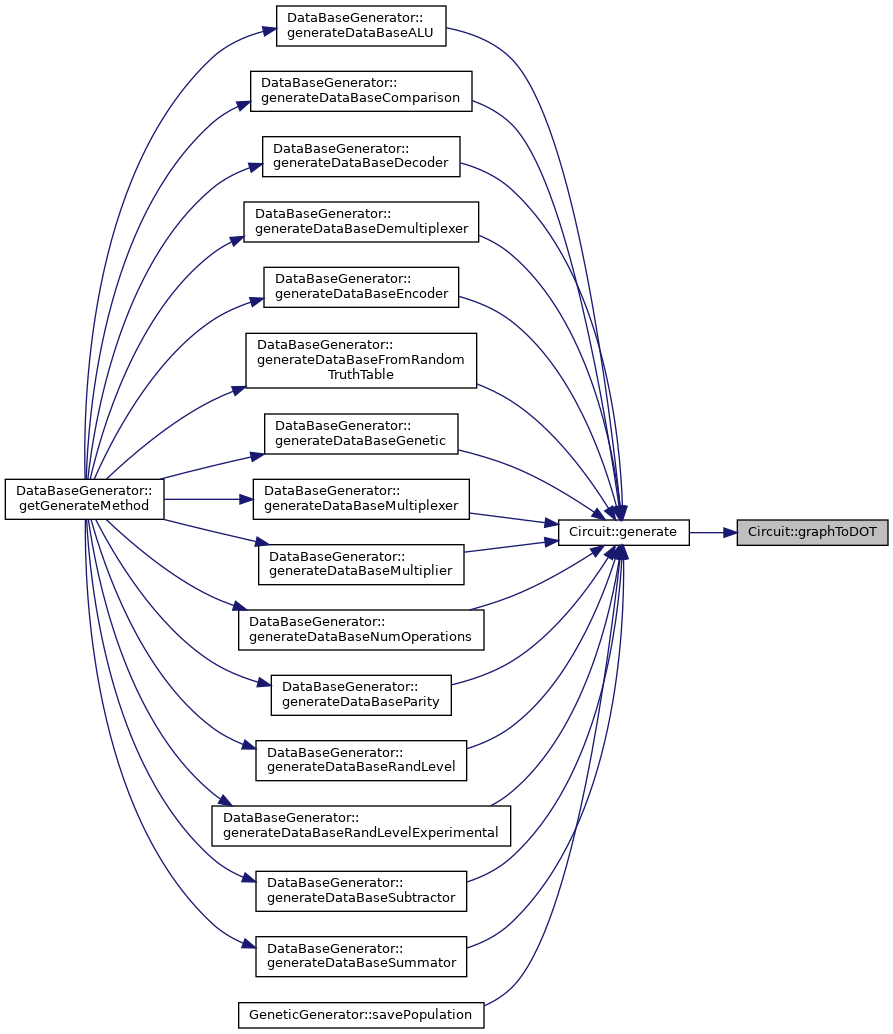 DataBaseGenerator::
generateDataBaseALU
DataBaseGenerator::
generateDataBaseComparison
DataBaseGenerator::
generateDataBaseDecoder
DataBaseGenerator::
generateDataBaseDemultiplexer
DataBaseGenerator::
generateDataBaseEncoder
DataBaseGenerator::
generateDataBaseFromRandom
TruthTable
DataBaseGenerator::
generateDataBaseGenetic
DataBaseGenerator::
getGenerateMethod
DataBaseGenerator::
generateDataBaseMultiplexer
Circuit::generate
Circuit::graphToDOT
DataBaseGenerator::
generateDataBaseMultiplier
DataBaseGenerator::
generateDataBaseNumOperations
DataBaseGenerator::
generateDataBaseParity
DataBaseGenerator::
generateDataBaseRandLevel
DataBaseGenerator::
generateDataBaseRandLevelExperimental
DataBaseGenerator::
generateDataBaseSubtractor
DataBaseGenerator::
generateDataBaseSummator
GeneticGenerator::savePopulation